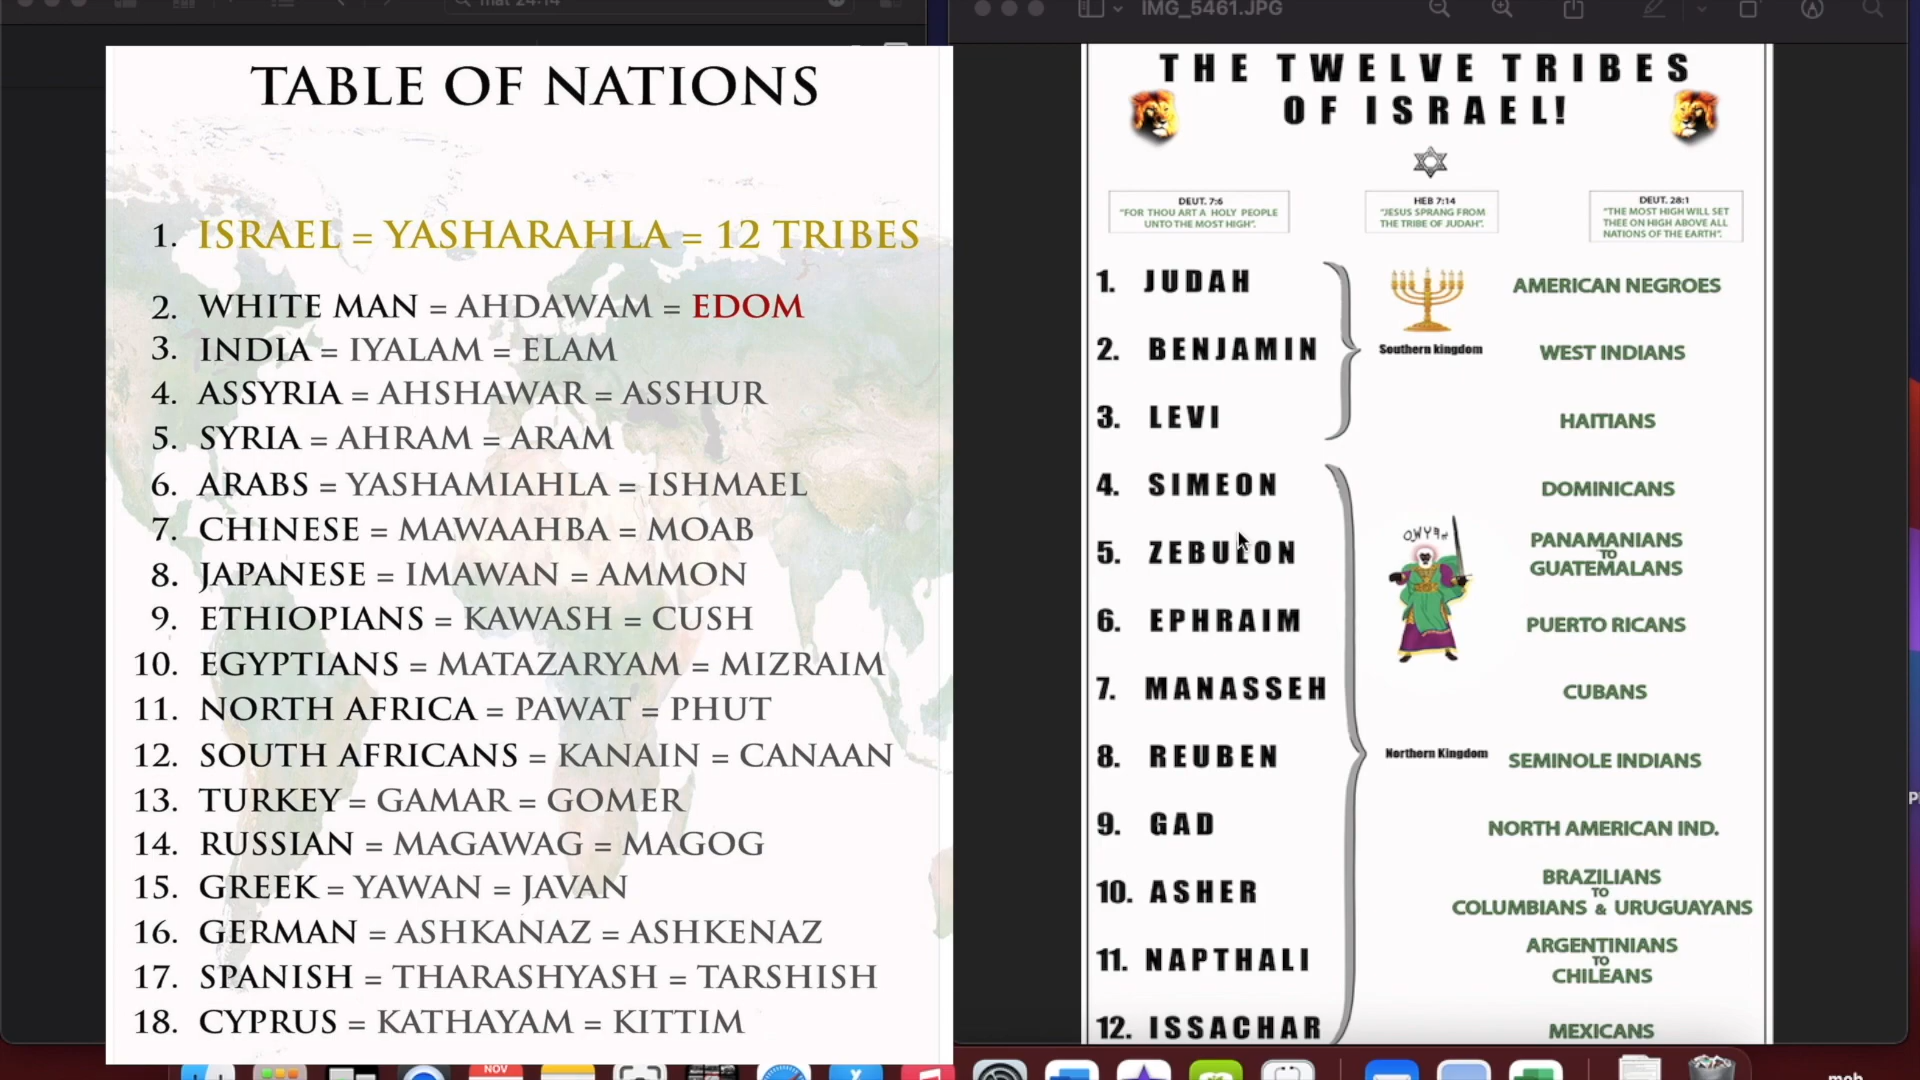 mat 24:14
IMG_5461.JPG
TABLE OF NATIONS
1. ISRAEL = YASHARAHLA = 12 TRIBES
2. WHITE MAN = AHDAWAM = EDOM
3. INDIA = IYALAM = ELAM
4. ASSYRIA = AHSHAWAR = ASSHUR
5. SYRIA = AHRAM = ARAM
6. ARABS = YASHAMIAHLA = ISHMAEL
7. CHINESE = MAWAAHBA = MOAB
8. JAPANESE = IMAWAN = AMMON
9. ETHIOPIANS = KAWASH = CUSH
10. EGYPTIANS = MATAZARYAM = MIZRAIM
11. NORTH AFRICA = PAWAT = PHUT
12. SOUTH AFRICANS = KANAIN = CANAAN
13. TURKEY = GAMAR = GOMER
14. RUSSIAN = MAGAWAG = MAGOG
15. GREEK = YAWAN = JAVAN
16. GERMAN = ASHKANAZ = ASHKENAZ
17. SPANISH = THARASHYASH = TARSHISH
18. CYPRUS = KATHAYAM = KITTIM
THE TWELVE TRIBES
OF ISRAEL!
DEUT. 7:6
"FOR THOU ART A HOLY PEOPLE
UNTO THE MOST HIGH".
HEB 7:14
"JESUS SPRANG FROM
THE TRIBE OF JUDAH".
DEUT. 28:1
"THE MOST HIGH WILL SET
THEE ON HIGH ABOVE ALL
NATIONS OF THE EARTH".
1. JUDAH AMERICAN NEGROES
2. BENJAMIN Southern kingdom WEST INDIANS
3. LEVI HAITIANS
4. SIMEON DOMINICANS
5. ZEBULON PANAMANIANS
TO
GUATEMALANS
6. EPHRAIM PUERTO RICANS
7. MANASSEH CUBANS
8. REUBEN Northern Kingdom SEMINOLE INDIANS
9. GAD NORTH AMERICAN IND.
10. ASHER BRAZILIANS
TO
COLUMBIANS & URUGUAYANS
11. NAPTHALI ARGENTINIANS
TO
CHILEANS
12. ISSACHAR MEXICANS
NOV